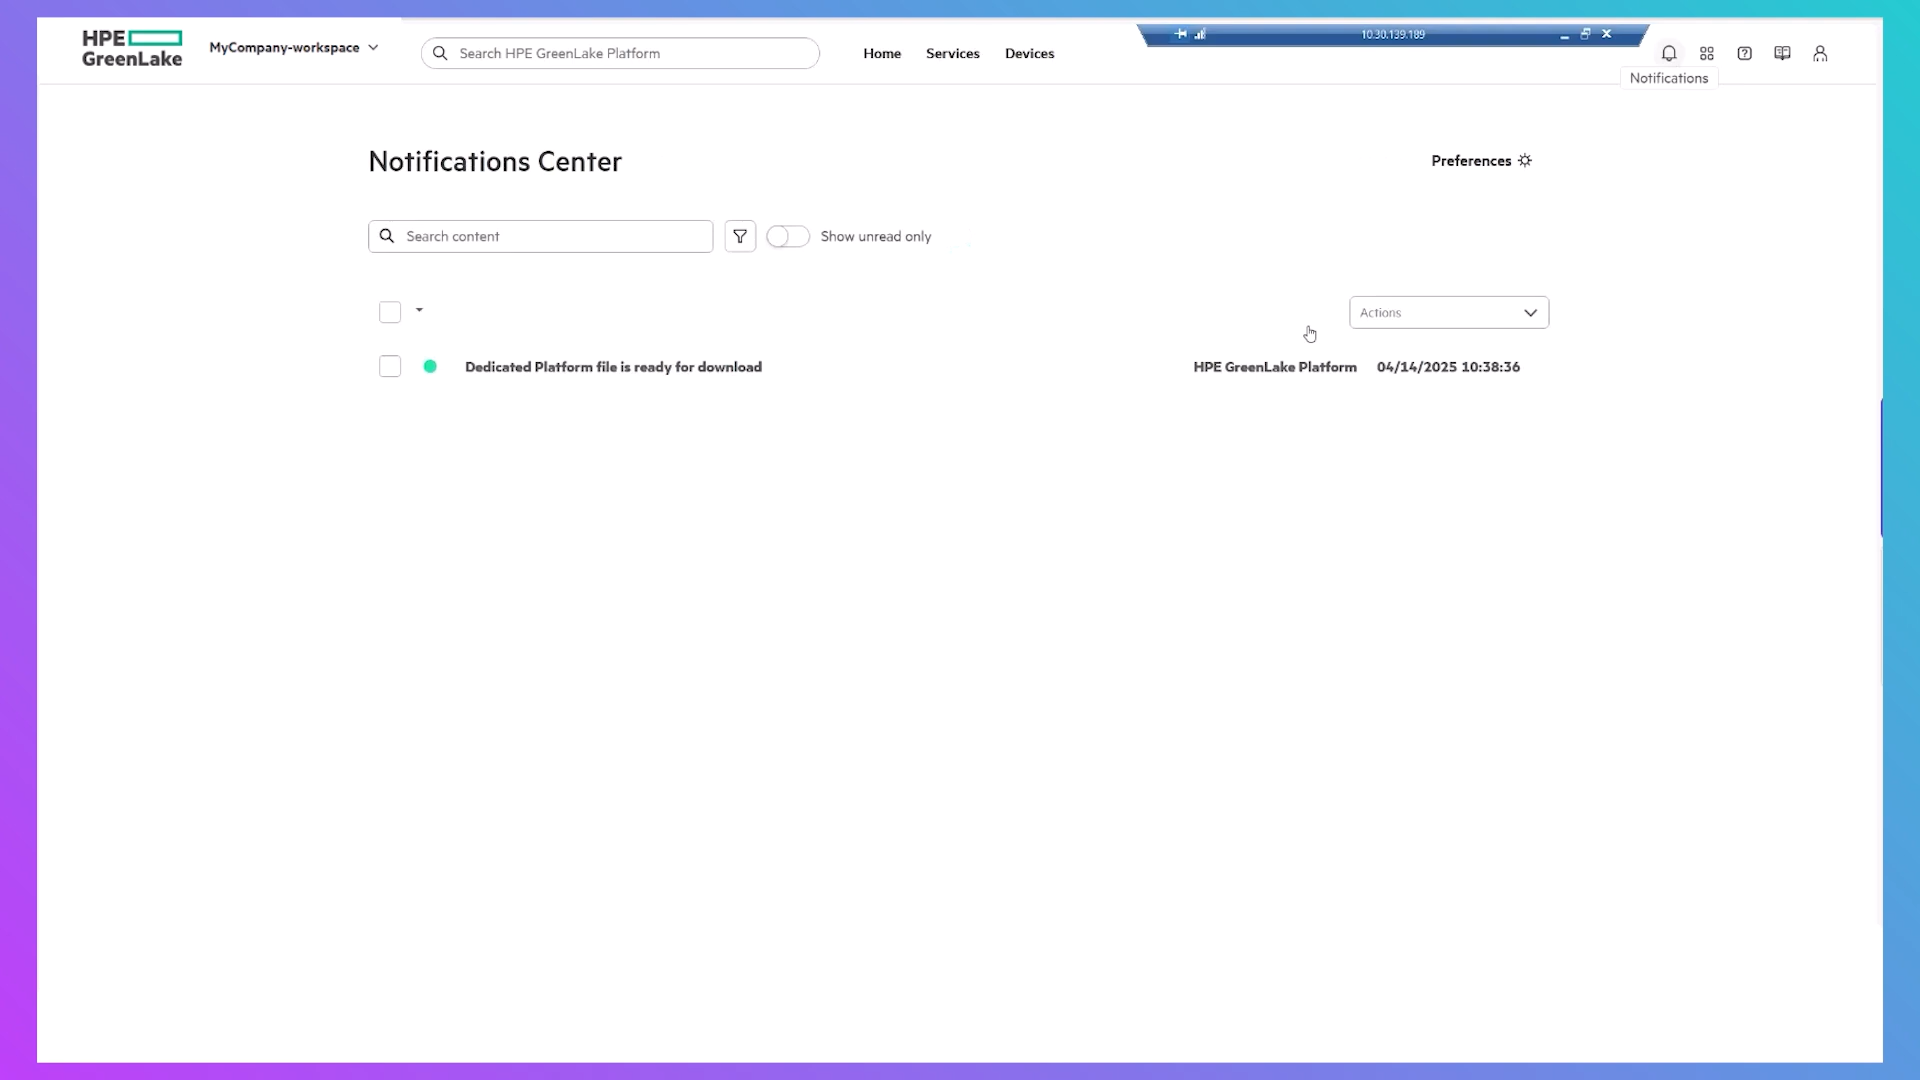 HPE
GreenLake
MyCompany-workspace
Search HPE GreenLake Platform
Home
Services
Devices
10.30.139.189
Notifications
Notifications Center
Preferences
Search content
Show unread only
Actions
Dedicated Platform file is ready for download
HPE GreenLake Platform
04/14/2025 10:38:36